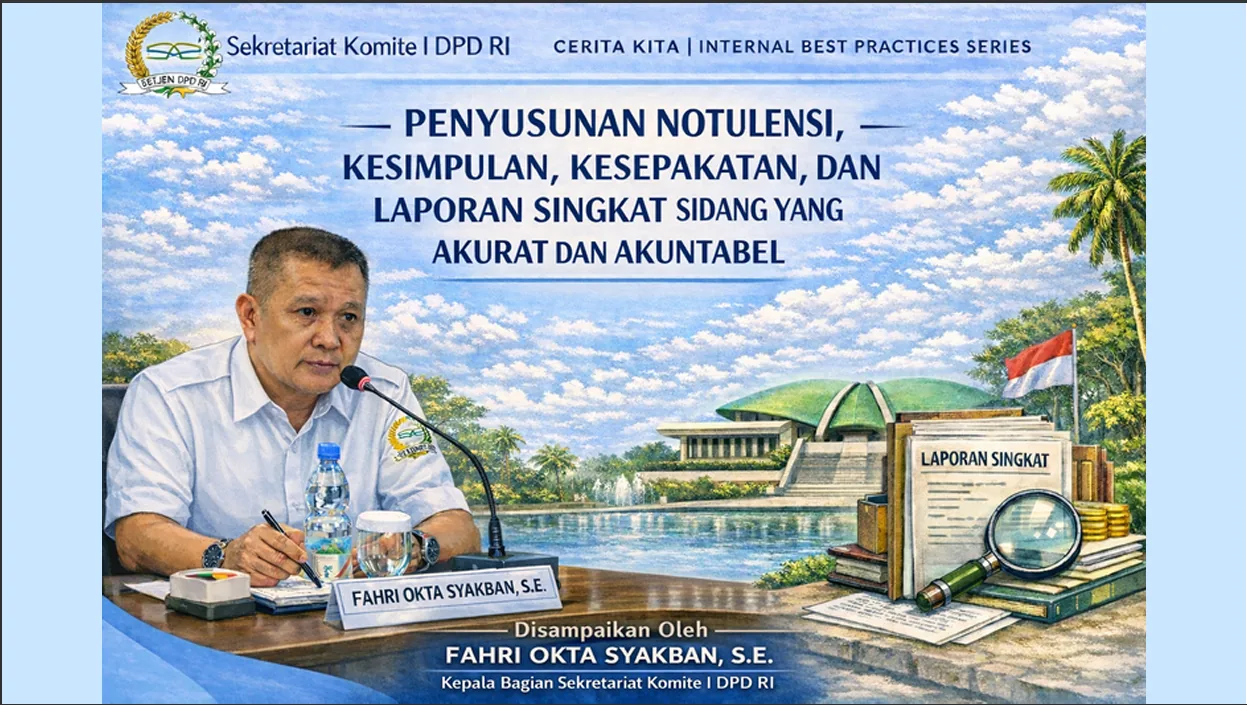 SETJEN DPD RI
Sekretariat Komite I DPD RI
CERITA KITA | INTERNAL BEST PRACTICES SERIES
PENYUSUNAN NOTULENSI,
KESIMPULAN, KESEPAKATAN, DAN
LAPORAN SINGKAT SIDANG YANG
AKURAT DAN AKUNTABEL
LAPORAN SINGKAT
FAHRI OKTA SYAKBAN, S.E.
Disampaikan Oleh
FAHRI OKTA SYAKBAN, S.E.
Kepala Bagian Sekretariat Komite I DPD RI